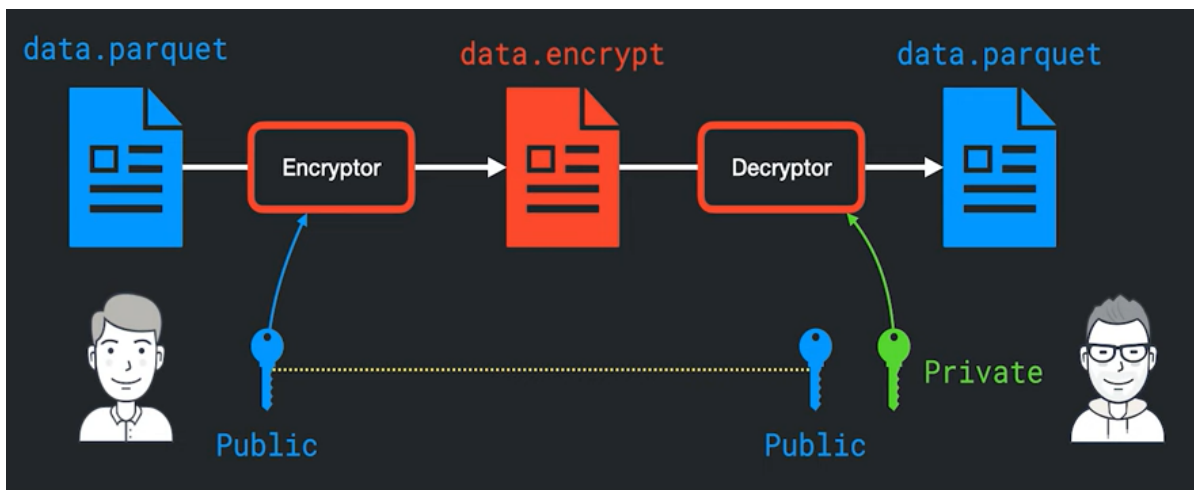 data.parquet
data.encrypt
data.parquet
Encryptor
Decryptor
Private
Public
Public